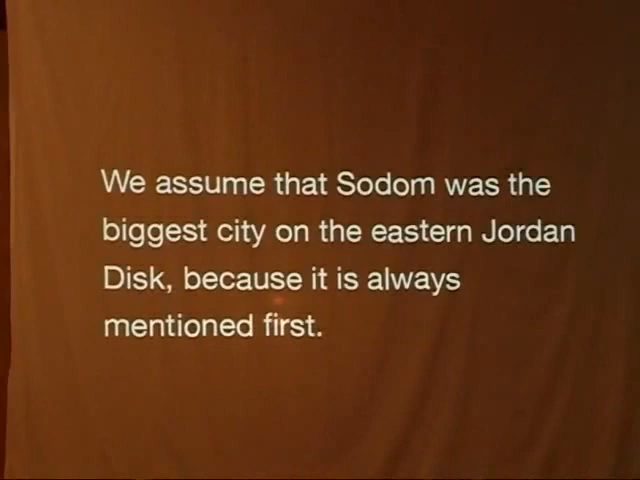 We assume that Sodom was the
biggest city on the eastern Jordan
Disk, because it is always
mentioned first.